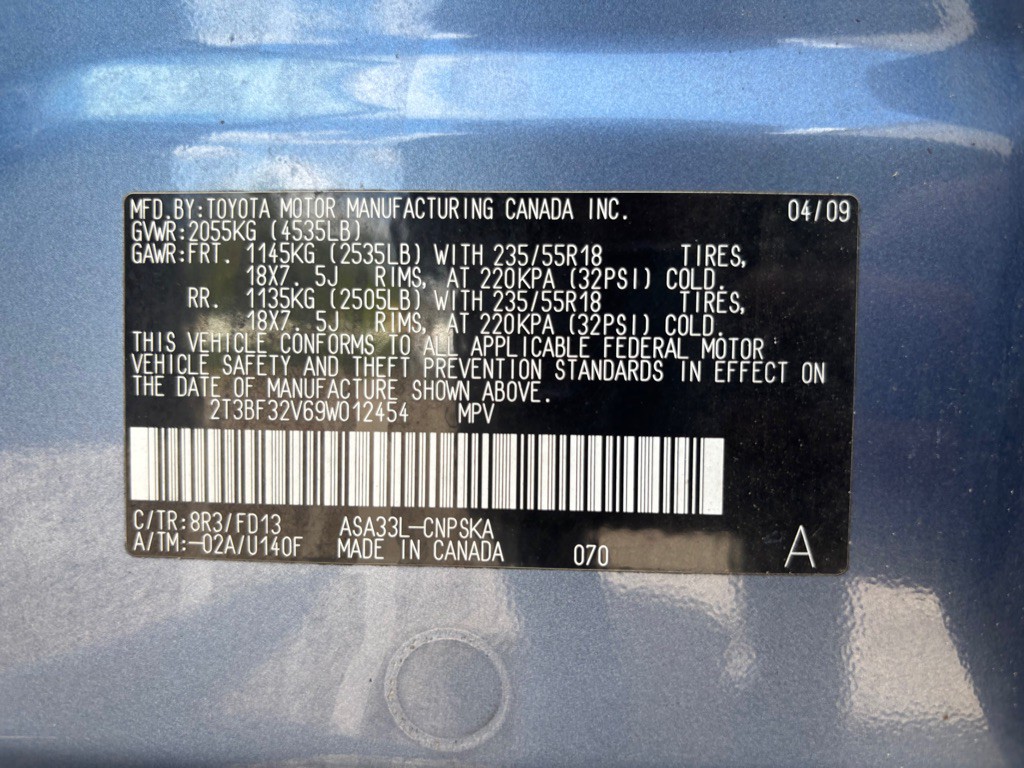 MFD.BY:TOYOTA MOTOR MANUFACTURING CANADA INC. 04/09
GVWR:2055KG (4535LB)
GAWR:FRT. 1145KG (2535LB) WITH 235/55R18 TIRES,
18X7. 5J RIMS, AT 220KPA (32PSI) COLD.
RR. 1135KG (2505LB) WITH 235/55R18 TIRES,
18X7. 5J RIMS, AT 220KPA (32PSI) COLD.
THIS VEHICLE CONFORMS TO ALL APPLICABLE FEDERAL MOTOR
VEHICLE SAFETY AND THEFT PREVENTION STANDARDS IN EFFECT ON
THE DATE OF MANUFACTURE SHOWN ABOVE.
2T3BF32V69W012454 MPV
C/TR:8R3/FD13 ASA33L-CNPSKA
A/TM:-02A/U140F MADE IN CANADA 070 A